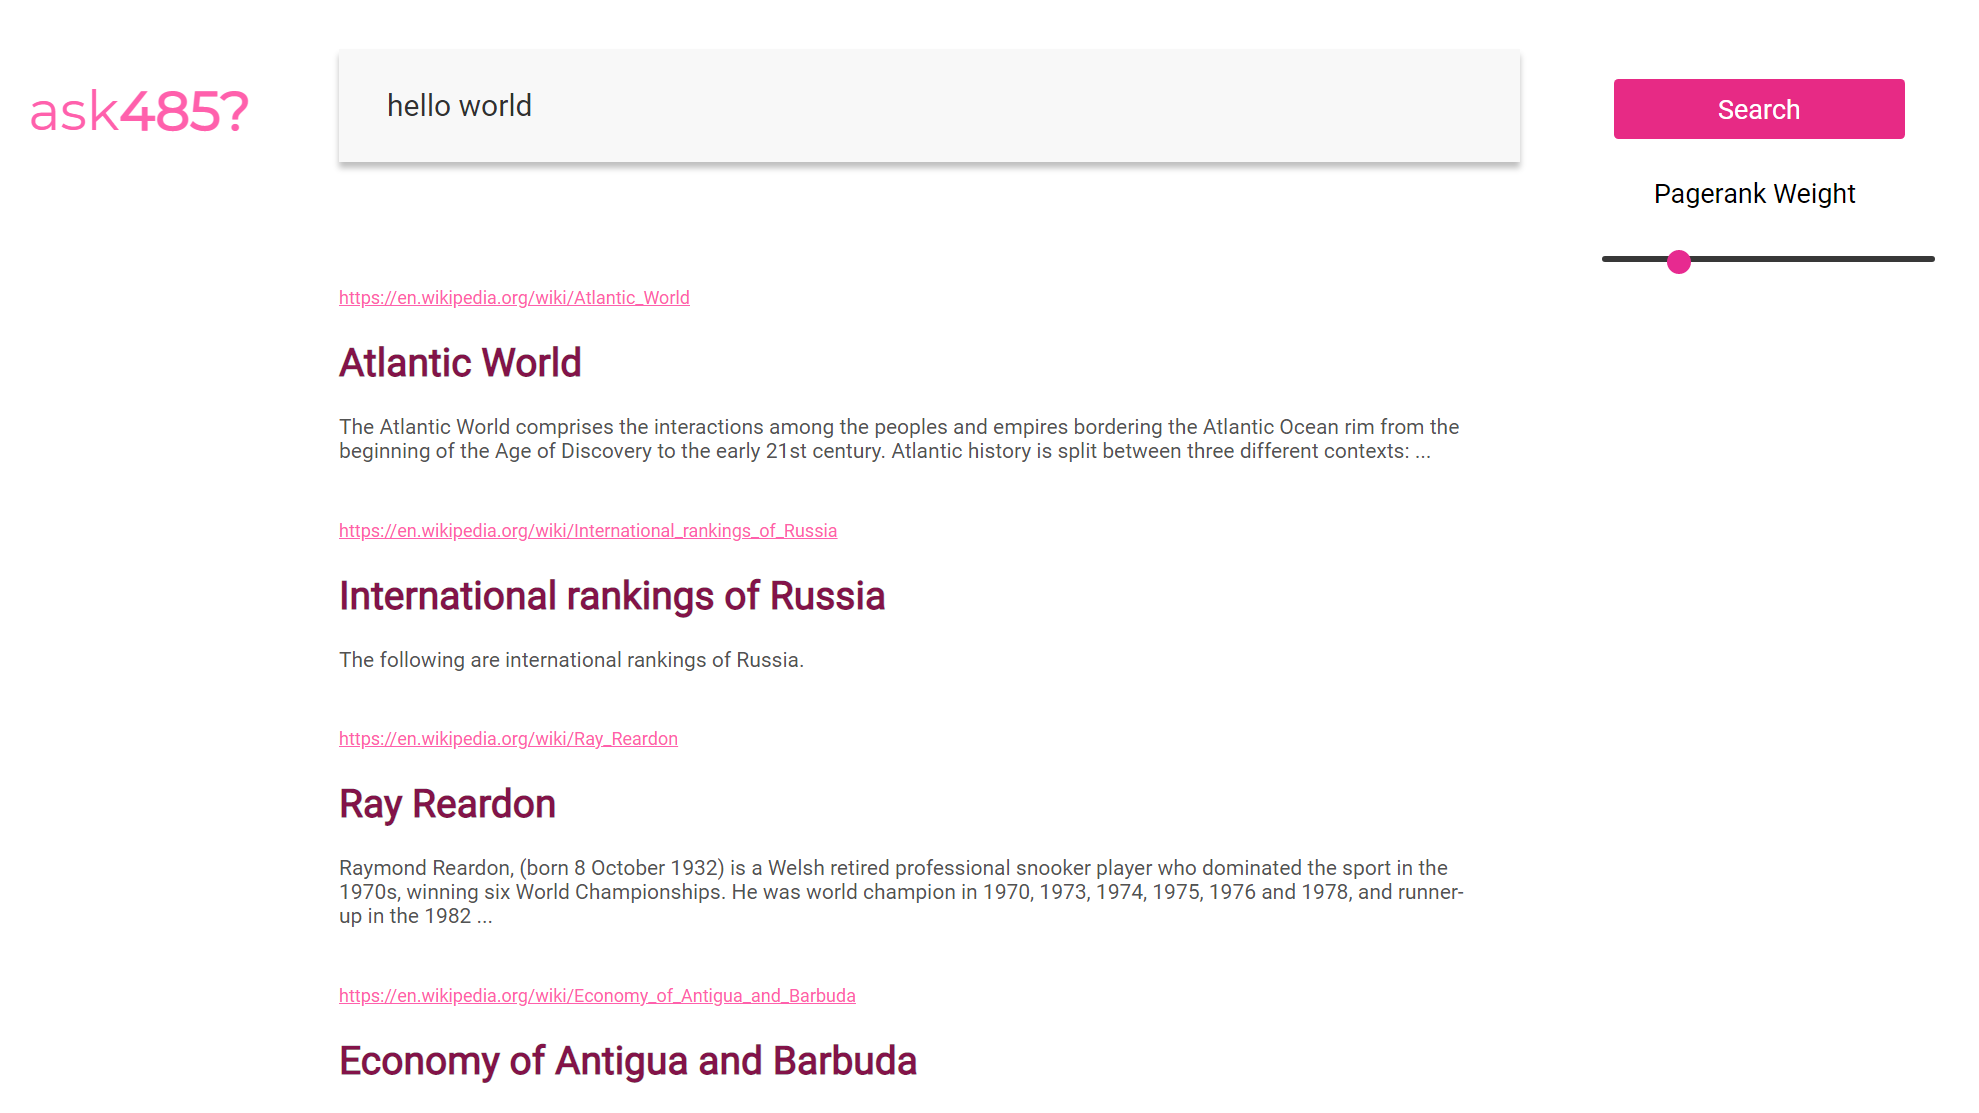 ask485?
hello world
Search
Pagerank Weight
https://en.wikipedia.org/wiki/Atlantic_World
Atlantic World
The Atlantic World comprises the interactions among the peoples and empires bordering the Atlantic Ocean rim from the
beginning of the Age of Discovery to the early 21st century. Atlantic history is split between three different contexts: ...
https://en.wikipedia.org/wiki/International_rankings_of_Russia
International rankings of Russia
The following are international rankings of Russia.
https://en.wikipedia.org/wiki/Ray_Reardon
Ray Reardon
Raymond Reardon, (born 8 October 1932) is a Welsh retired professional snooker player who dominated the sport in the
1970s, winning six World Championships. He was world champion in 1970, 1973, 1974, 1975, 1976 and 1978, and runner-
up in the 1982 ...
https://en.wikipedia.org/wiki/Economy_of_Antigua_and_Barbuda
Economy of Antigua and Barbuda